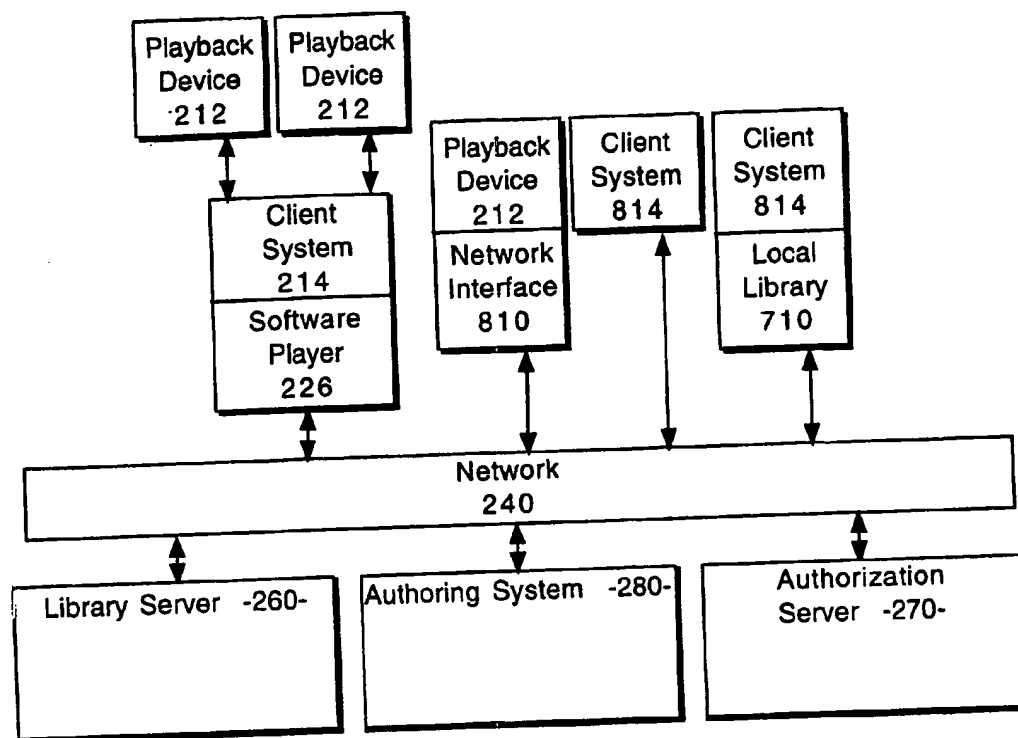 Playback
Device
212
Playback
Device
212
Playback
Device
212
Network
Interface
810
Client
System
814
Client
System
814
Local
Library
710
Client
System
214
Software
Player
226
Network
240
Library Server -260-
Authoring System -280-
Authorization
Server -270-